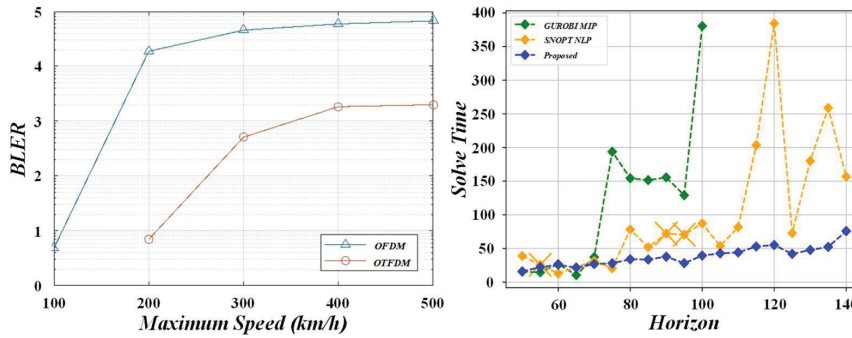 5
4
3
2
1
0
BLER
100
200
300
400
500
Maximum Speed (km/h)
OFDM
OTFDM
400
350
300
250
200
150
100
50
0
Solve Time
60
80
100
120
140
Horizon
GUROBI MIP
SNOPT NLP
Proposed